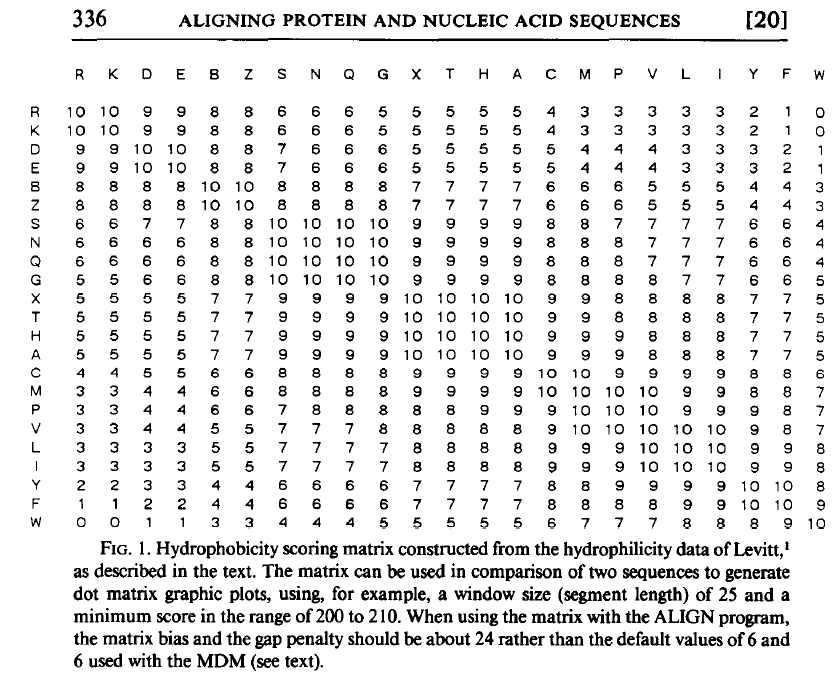 336 ALIGNING PROTEIN AND NUCLEIC ACID SEQUENCES [20]
R K D E B Z S N Q G X T H A C M P V L I Y F W
R 10 10 9 9 8 8 6 6 6 5 5 5 5 5 4 3 3 3 3 3 2 1 0
K 10 10 9 9 8 8 6 6 6 5 5 5 5 5 4 3 3 3 3 3 2 1 0
D 9 9 10 10 8 8 7 6 6 6 5 5 5 5 5 4 4 4 3 3 3 2 1
E 9 9 10 10 8 8 7 6 6 6 5 5 5 5 5 4 4 4 3 3 3 2 1
B 8 8 8 8 10 10 8 8 8 8 7 7 7 7 6 6 6 5 5 5 4 4 3
Z 8 8 8 8 10 10 8 8 8 8 7 7 7 7 6 6 6 5 5 5 4 4 3
S 6 6 7 7 8 8 10 10 10 10 9 9 9 9 8 8 7 7 7 7 6 6 4
N 6 6 6 6 8 8 10 10 10 10 9 9 9 9 8 8 8 7 7 7 6 6 4
Q 6 6 6 6 8 8 10 10 10 10 9 9 9 9 8 8 8 7 7 7 6 6 4
G 5 5 6 6 8 8 10 10 10 10 9 9 9 9 8 8 8 8 7 7 6 6 5
X 5 5 5 5 7 7 9 9 9 9 10 10 10 10 9 9 8 8 8 8 7 7 5
T 5 5 5 5 7 7 9 9 9 9 10 10 10 10 9 9 8 8 8 8 7 7 5
H 5 5 5 5 7 7 9 9 9 9 10 10 10 10 9 9 9 8 8 8 7 7 5
A 5 5 5 5 7 7 9 9 9 9 10 10 10 10 9 9 9 8 8 8 7 7 5
C 4 4 5 5 6 6 8 8 8 8 9 9 9 9 10 10 9 9 9 9 8 8 6
M 3 3 4 4 6 6 8 8 8 8 9 9 9 9 10 10 10 10 9 9 8 8 7
P 3 3 4 4 6 6 7 8 8 8 8 8 9 9 9 10 10 10 9 9 9 8 7
V 3 3 4 4 5 5 7 7 7 8 8 8 8 8 9 10 10 10 10 10 9 8 7
L 3 3 3 3 5 5 7 7 7 7 8 8 8 8 9 9 9 10 10 10 9 9 8
I 3 3 3 3 5 5 7 7 7 7 8 8 8 8 9 9 9 10 10 10 9 9 8
Y 2 2 3 3 4 4 6 6 6 6 7 7 7 7 8 8 9 9 9 9 10 10 8
F 1 1 2 2 4 4 6 6 6 6 7 7 7 7 8 8 8 8 9 9 10 10 9
W 0 0 1 1 3 3 4 4 4 5 5 5 5 5 6 7 7 7 8 8 8 9 10
FIG. 1. Hydrophobicity scoring matrix constructed from the hydrophilicity data of Levitt,¹
as described in the text. The matrix can be used in comparison of two sequences to generate
dot matrix graphic plots, using, for example, a window size (segment length) of 25 and a
minimum score in the range of 200 to 210. When using the matrix with the ALIGN program,
the matrix bias and the gap penalty should be about 24 rather than the default values of 6 and
6 used with the MDM (see text).